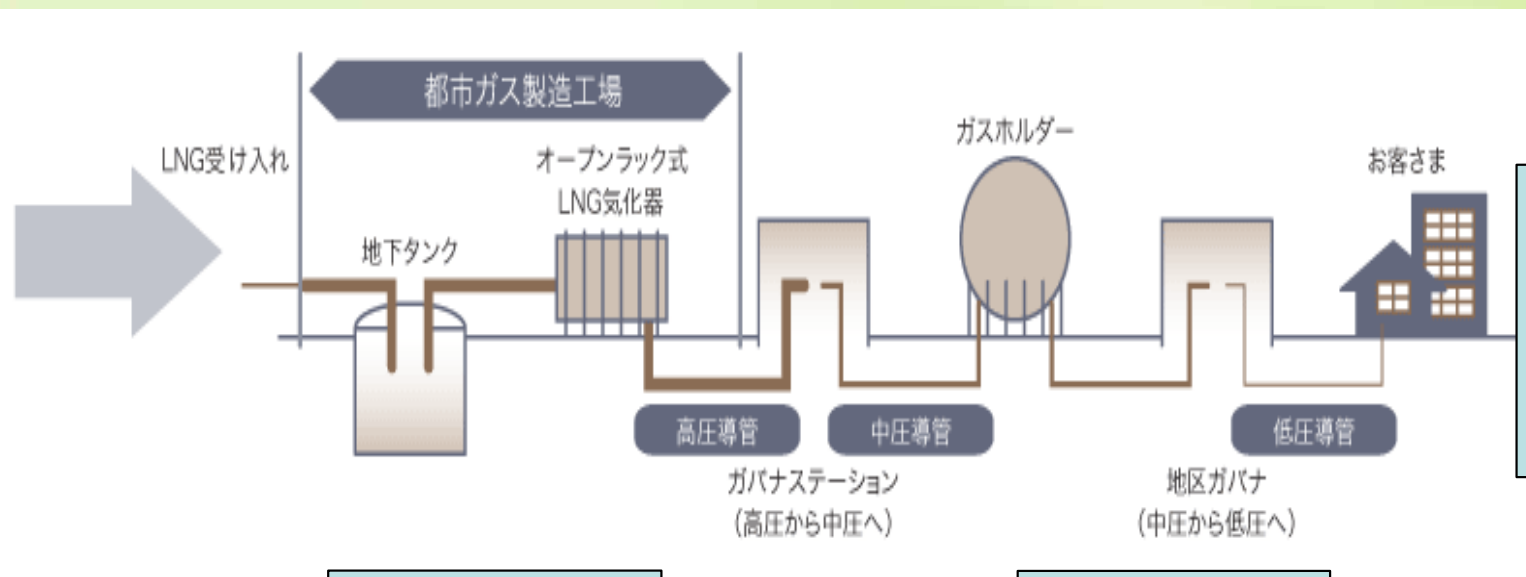 都市ガス製造工場
LNG受け入れ
オープンラック式
LNG気化器
地下タンク
ガスホルダー
お客さま
高圧導管
中圧導管
低圧導管
ガバナステーション
(高圧から中圧へ)
地区ガバナ
(中圧から低圧へ)